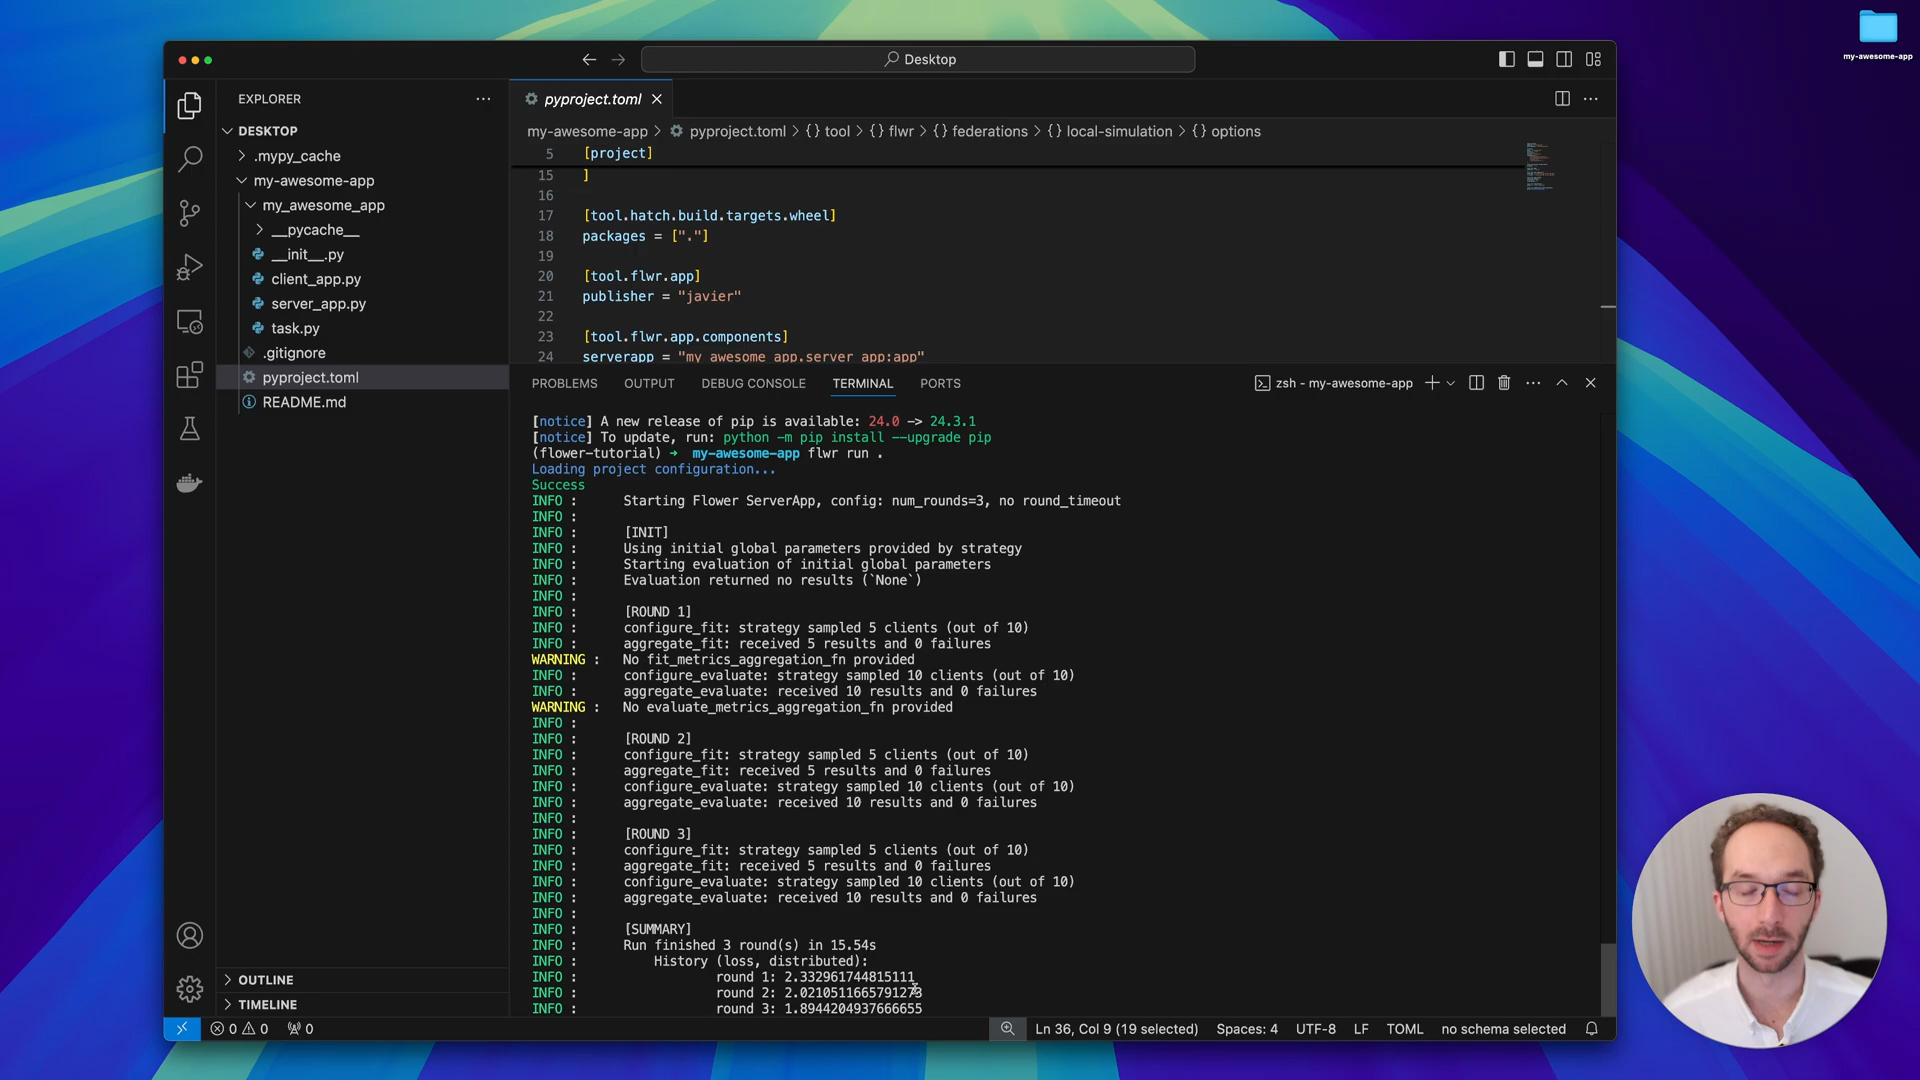 my-awesome-app
Desktop
EXPLORER
DESKTOP
.mypy_cache
my-awesome-app
my_awesome_app
__pycache__
__init__.py
client_app.py
server_app.py
task.py
.gitignore
pyproject.toml
README.md
OUTLINE
TIMELINE
pyproject.toml
my-awesome-app > pyproject.toml > {} tool > {} flwr > {} federations > {} local-simulation > {} options
5 [project]
15 ]
16
17 [tool.hatch.build.targets.wheel]
18 packages = ["."]
19
20 [tool.flwr.app]
21 publisher = "javier"
22
23 [tool.flwr.app.components]
24 serverapp = "my_awesome_app.server_app:app"
PROBLEMS OUTPUT DEBUG CONSOLE TERMINAL PORTS zsh - my-awesome-app
[notice] A new release of pip is available: 24.0 -> 24.3.1
[notice] To update, run: python -m pip install --upgrade pip
(flower-tutorial) → my-awesome-app flwr run .
Loading project configuration...
Success
INFO : Starting Flower ServerApp, config: num_rounds=3, no round_timeout
INFO :
INFO : [INIT]
INFO : Using initial global parameters provided by strategy
INFO : Starting evaluation of initial global parameters
INFO : Evaluation returned no results (`None`)
INFO :
INFO : [ROUND 1]
INFO : configure_fit: strategy sampled 5 clients (out of 10)
INFO : aggregate_fit: received 5 results and 0 failures
WARNING : No fit_metrics_aggregation_fn provided
INFO : configure_evaluate: strategy sampled 10 clients (out of 10)
INFO : aggregate_evaluate: received 10 results and 0 failures
WARNING : No evaluate_metrics_aggregation_fn provided
INFO :
INFO : [ROUND 2]
INFO : configure_fit: strategy sampled 5 clients (out of 10)
INFO : aggregate_fit: received 5 results and 0 failures
INFO : configure_evaluate: strategy sampled 10 clients (out of 10)
INFO : aggregate_evaluate: received 10 results and 0 failures
INFO :
INFO : [ROUND 3]
INFO : configure_fit: strategy sampled 5 clients (out of 10)
INFO : aggregate_fit: received 5 results and 0 failures
INFO : configure_evaluate: strategy sampled 10 clients (out of 10)
INFO : aggregate_evaluate: received 10 results and 0 failures
INFO :
INFO : [SUMMARY]
INFO : Run finished 3 round(s) in 15.54s
INFO : History (loss, distributed):
INFO : round 1: 2.332961744815111
INFO : round 2: 2.0210511665791273
INFO : round 3: 1.8944204937666655
0 0 0 Ln 36, Col 9 (19 selected) Spaces: 4 UTF-8 LF TOML no schema selected